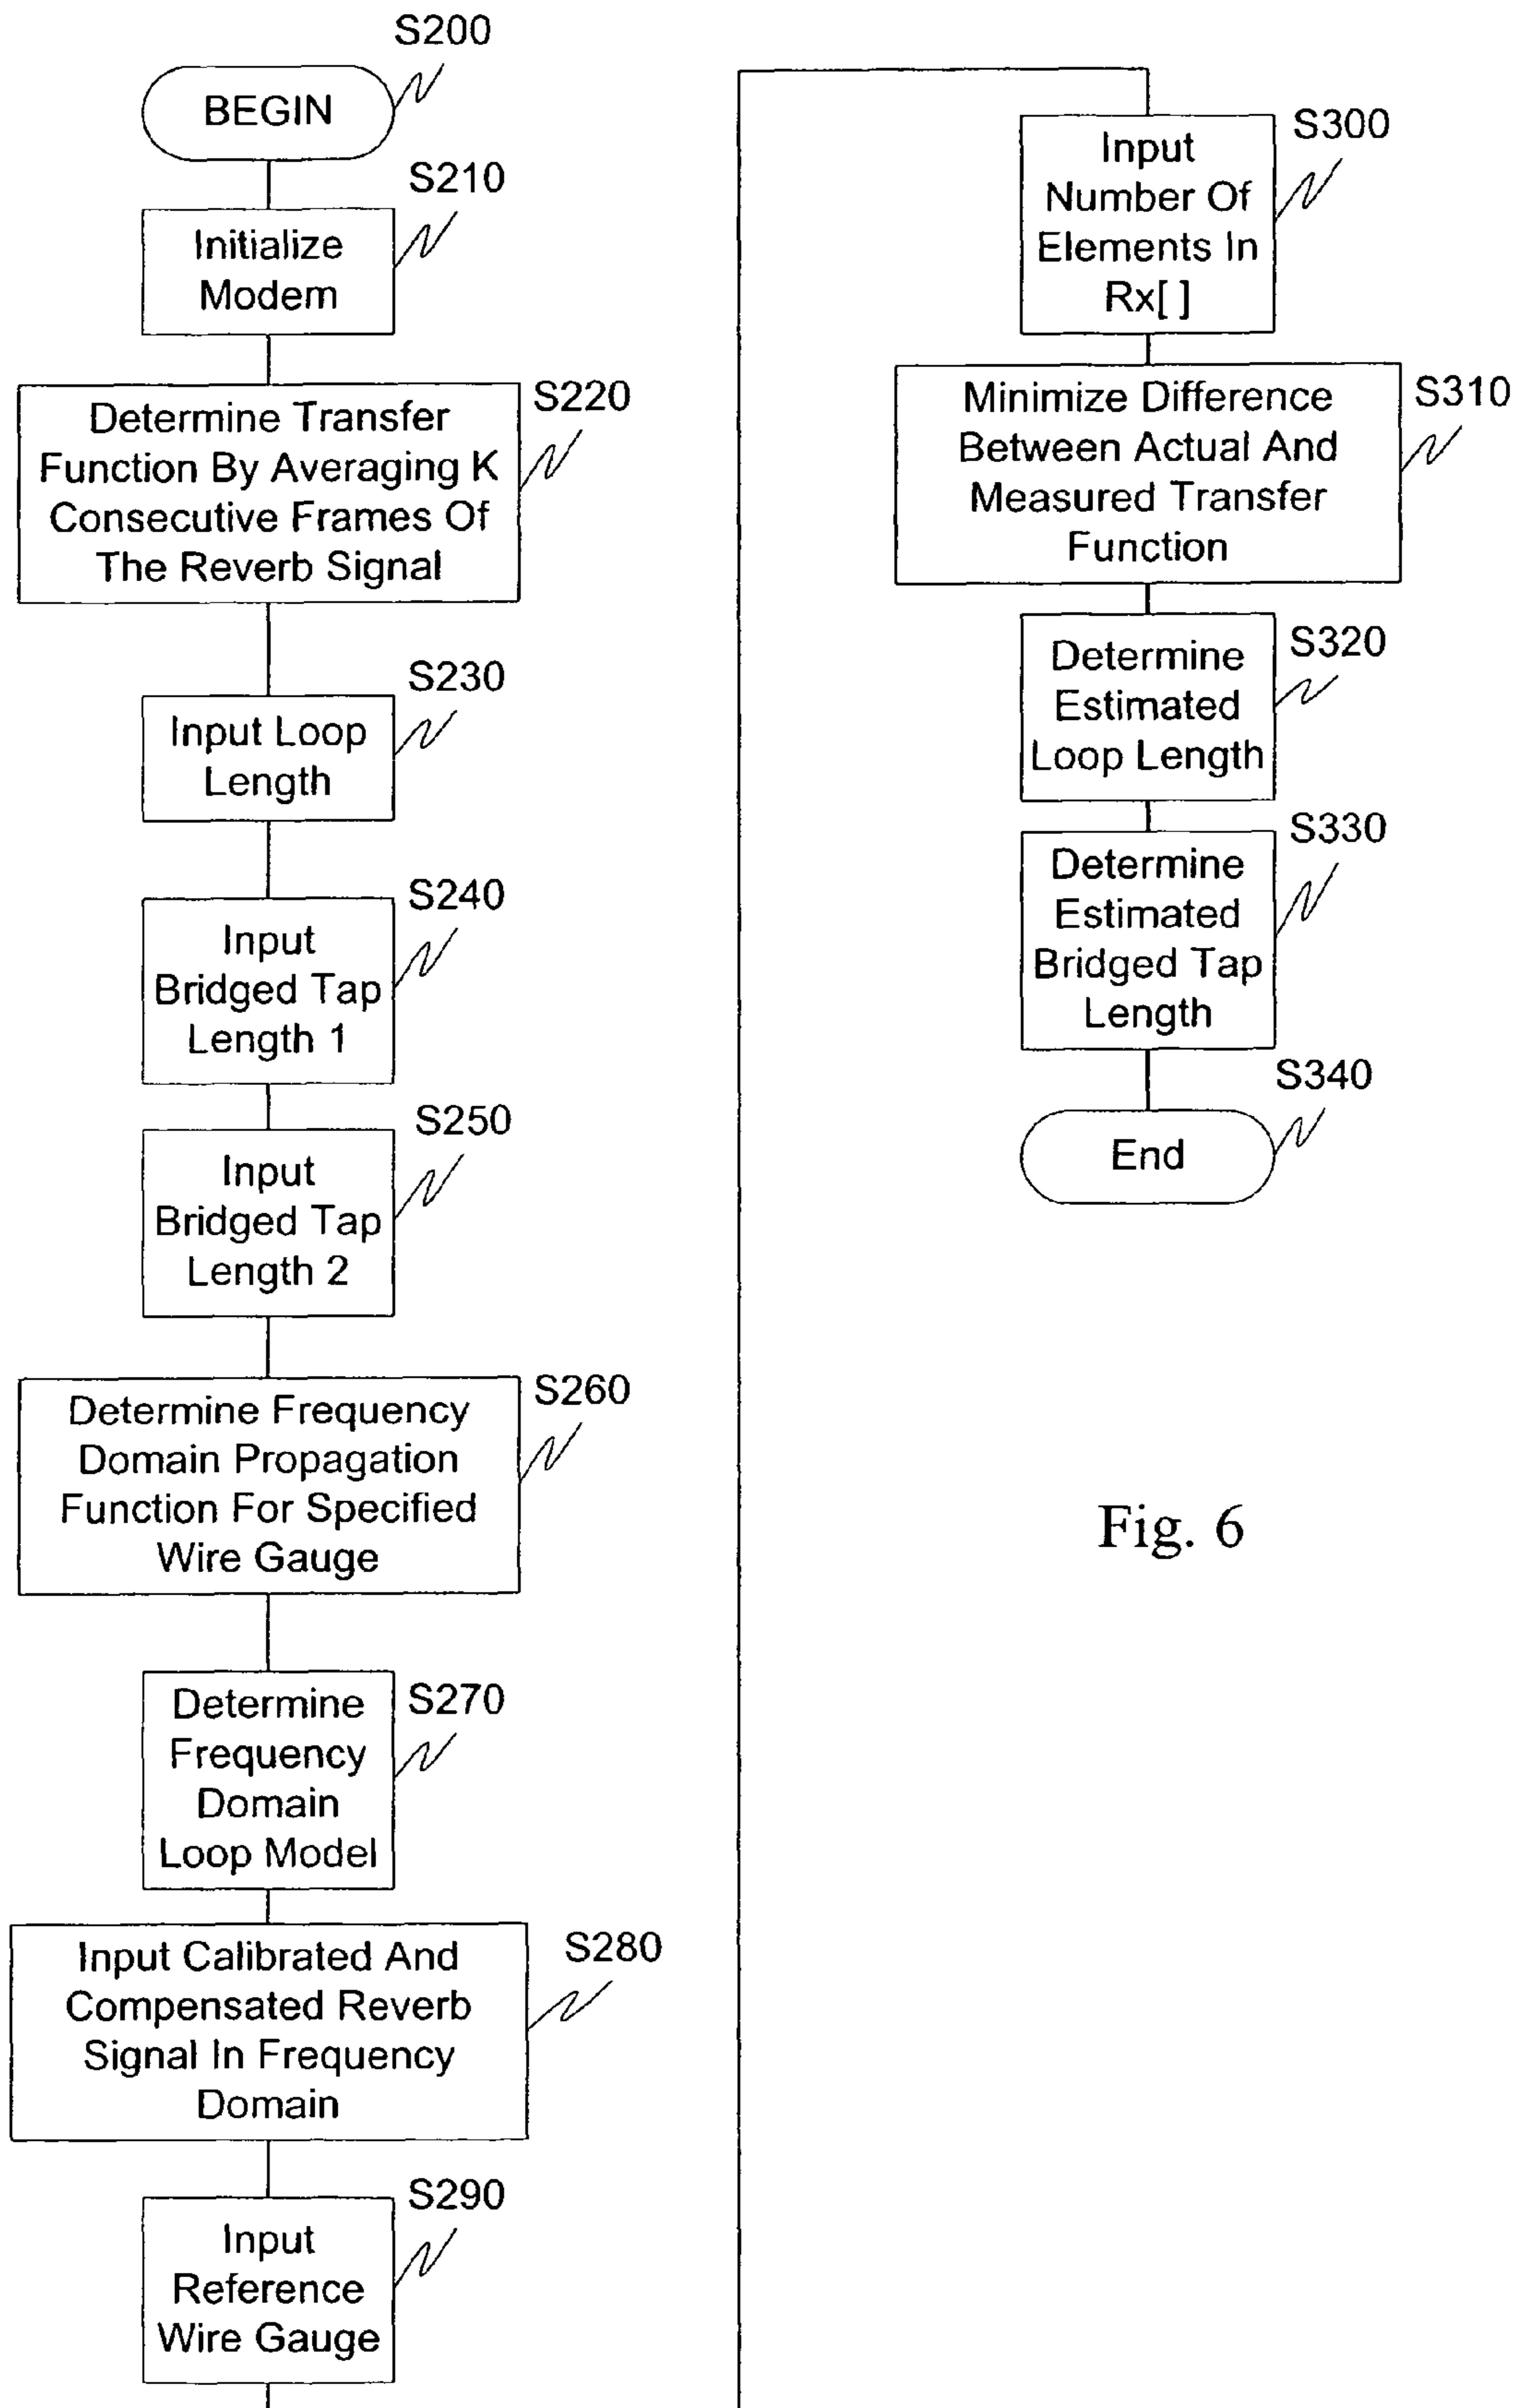 S200
BEGIN
S210
Initialize
Modem
S220
Determine Transfer
Function By Averaging K
Consecutive Frames Of
The Reverb Signal
S230
Input Loop
Length
S240
Input
Bridged Tap
Length 1
S250
Input
Bridged Tap
Length 2
S260
Determine Frequency
Domain Propagation
Function For Specified
Wire Gauge
S270
Determine
Frequency
Domain
Loop Model
S280
Input Calibrated And
Compensated Reverb
Signal In Frequency
Domain
S290
Input
Reference
Wire Gauge
S300
Input
Number Of
Elements In
Rx[ ]
S310
Minimize Difference
Between Actual And
Measured Transfer
Function
S320
Determine
Estimated
Loop Length
S330
Determine
Estimated
Bridged Tap
Length
S340
End
Fig. 6